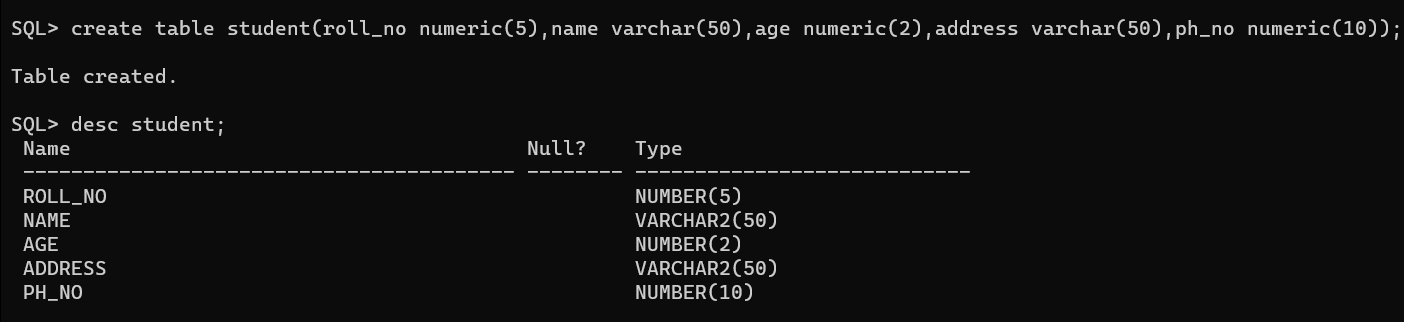 SQL> create table student(roll_no numeric(5),name varchar(50),age numeric(2),address varchar(50),ph_no numeric(10));
Table created.
SQL> desc student;
Name Null? Type
----------------------------------------- -------- ----------------------------
ROLL_NO NUMBER(5)
NAME VARCHAR2(50)
AGE NUMBER(2)
ADDRESS VARCHAR2(50)
PH_NO NUMBER(10)